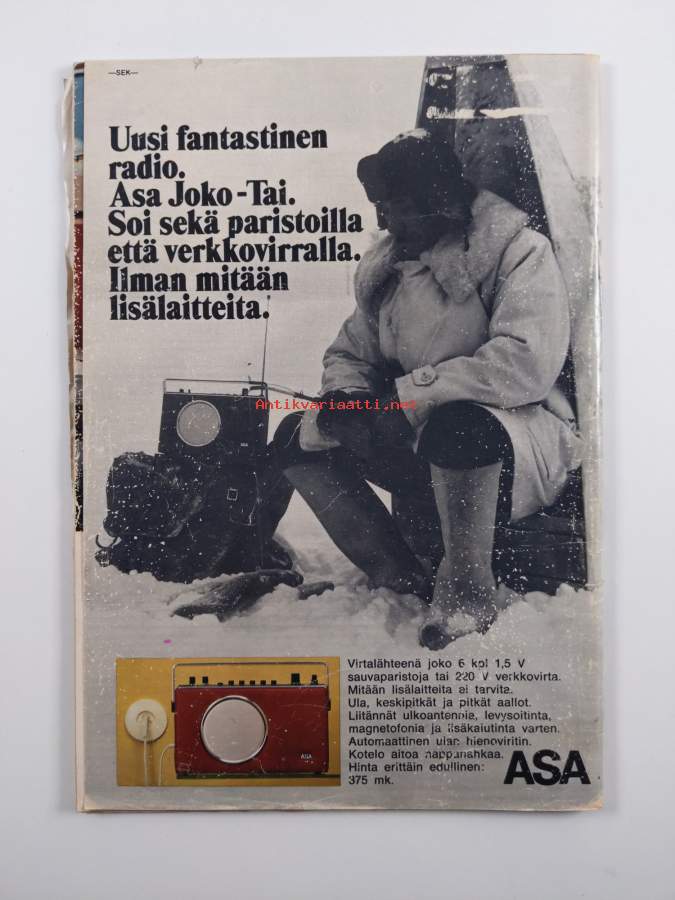 —SEK—
Uusi fantastinen
radio.
Asa Joko-Tai.
Soi sekä paristoilla
että verkkovirralla.
Ilman mitään
lisälaitteita.
Antikvariaatti.net
ASA
Virtalähteenä joko 6 kpl 1,5 V
sauvaparistoja tai 220 V verkkovirta.
Mitään lisälaitteita ei tarvita.
Ula, keskipitkät ja pitkät aallot.
Liitännät ulkoantennia, levysoitinta,
magnetofonia ja lisäkaiutinta varten.
Automaattinen ulan hienoviritin.
Kotelo aitoa nappanahkaa.
Hinta erittäin edullinen:
375 mk.
ASA
ASA